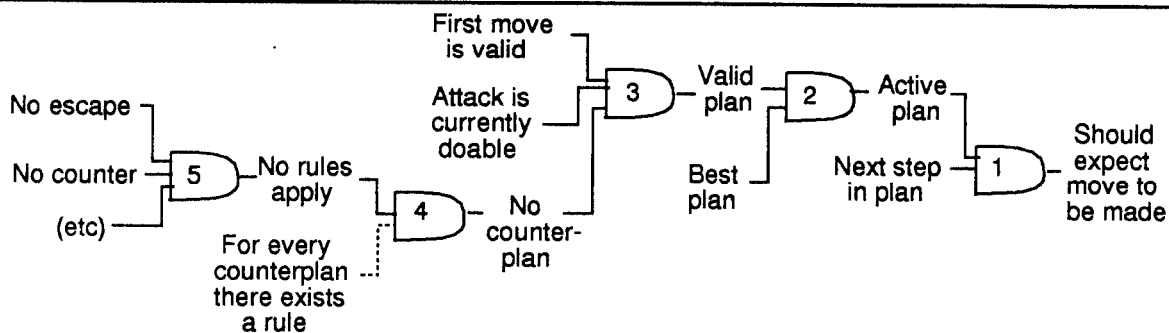 No escape
No counter
(etc)
5
No rules
apply
For every
counterplan
there exists
a rule
4
No
counter-
plan
First move
is valid
Attack is
currently
doable
3
Valid
plan
Best
plan
2
Active
plan
Next step
in plan
1
Should
expect
move to
be made